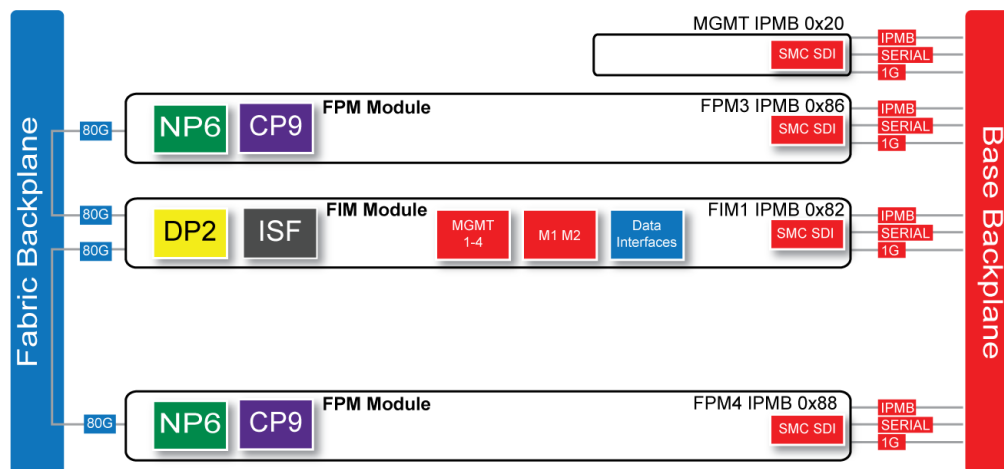 Fabric Backplane
MGMT IPMB 0x20
SMC SDI
IPMB
SERIAL
1G
FPM Module
FPM3 IPMB 0x86
80G
NP6
CP9
SMC SDI
IPMB
SERIAL
1G
FIM Module
FIM1 IPMB 0x82
80G
80G
DP2
ISF
MGMT
1-4
M1 M2
Data
Interfaces
SMC SDI
IPMB
SERIAL
1G
FPM Module
FPM4 IPMB 0x88
80G
NP6
CP9
SMC SDI
IPMB
SERIAL
1G
Base Backplane